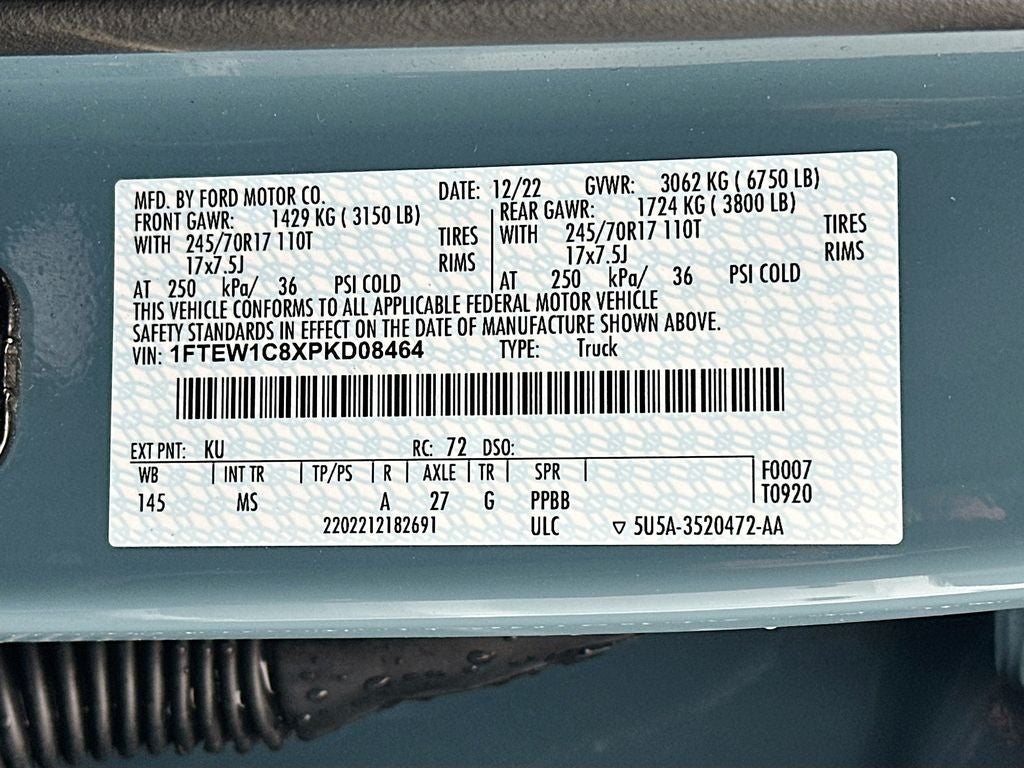 MFD. BY FORD MOTOR CO. DATE: 12/22 GVWR: 3062 KG ( 6750 LB)
FRONT GAWR: 1429 KG ( 3150 LB) REAR GAWR: 1724 KG ( 3800 LB)
WITH 245/70R17 110T TIRES WITH 245/70R17 110T TIRES
17x7.5J RIMS 17x7.5J RIMS
AT 250 kPa/ 36 PSI COLD AT 250 kPa/ 36 PSI COLD
THIS VEHICLE CONFORMS TO ALL APPLICABLE FEDERAL MOTOR VEHICLE
SAFETY STANDARDS IN EFFECT ON THE DATE OF MANUFACTURE SHOWN ABOVE.
VIN: 1FTEW1C8XPKD08464 TYPE: Truck
EXT PNT: KU RC: 72 DSO:
WB INT TR TP/PS R AXLE TR SPR F0007
145 MS A 27 G PPBB T0920
2202212182691 ULC ▽ 5U5A-3520472-AA